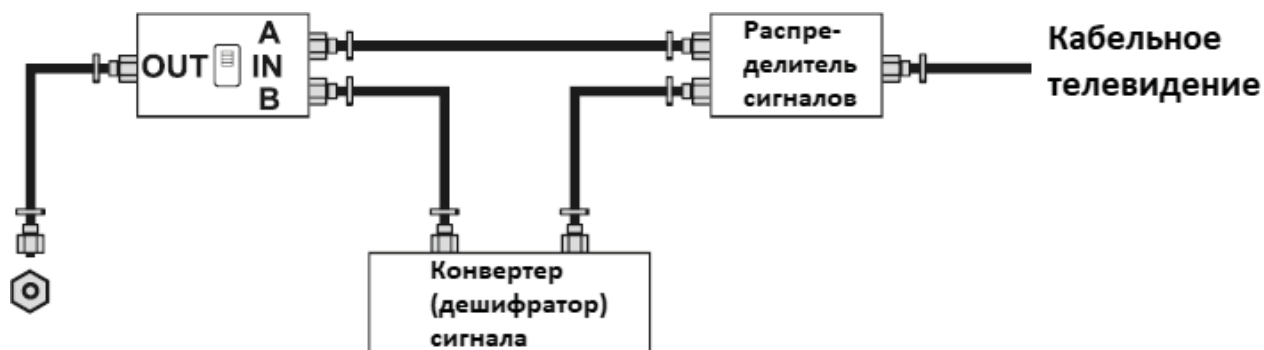 OUT
A
IN
B
Распре-
делитель
сигналов
Кабельное
телевидение
Конвертер
(дешифратор)
сигнала